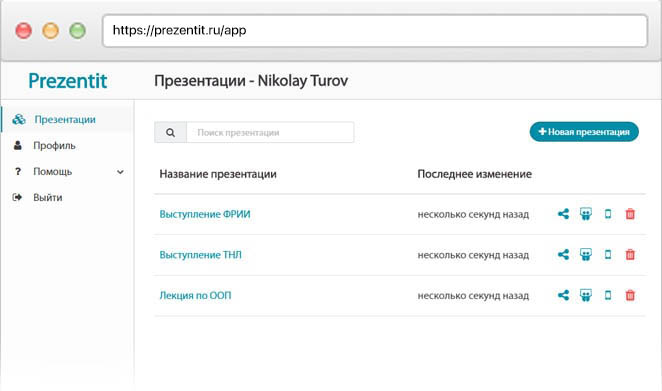 https://prezentit.ru/app
Prezentit
Презентации - Nikolay Turov
Презентации
Профиль
Помощь
Выйти
Поиск презентации
Новая презентация
Название презентации Последнее изменение
Выступление ФРИИ несколько секунд назад
Выступление ТНЛ несколько секунд назад
Лекция по ООП несколько секунд назад